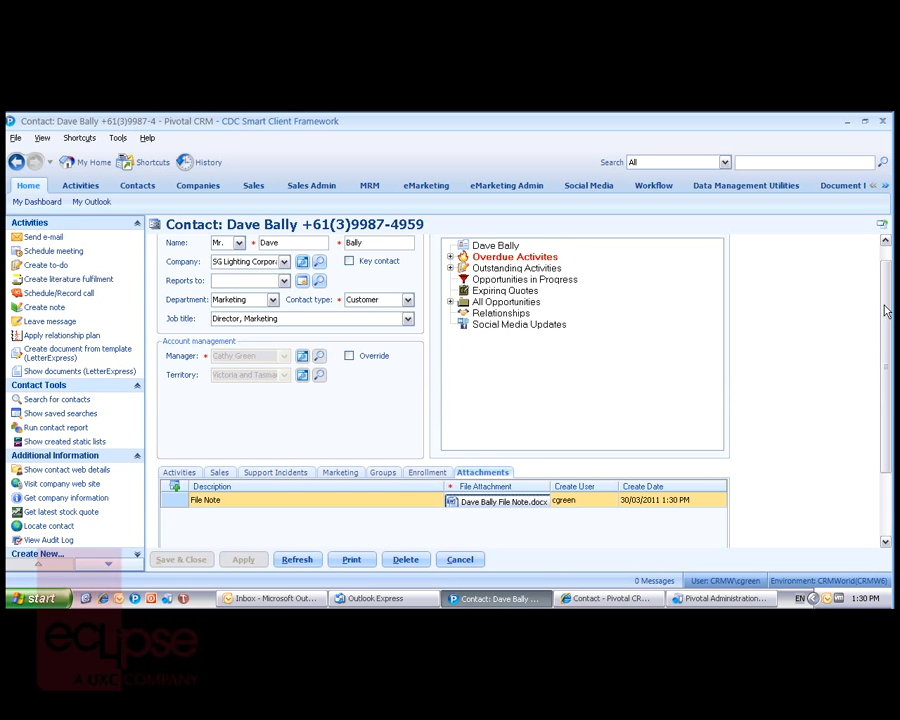 Contact: Dave Bally +61(3)9987-4 - Pivotal CRM - CDC Smart Client Framework
File View Shortcuts Tools Help
My Home Shortcuts History Search All
Home Activities Contacts Companies Sales Sales Admin MRM eMarketing eMarketing Admin Social Media Workflow Data Management Utilities Document
My Dashboard My Outlook
Activities
Send e-mail
Schedule meeting
Create to-do
Create literature fulfilment
Schedule/Record call
Create note
Leave message
Apply relationship plan
Create document from template
(LetterExpress)
Show documents (LetterExpress)
Contact Tools
Search for contacts
Show saved searches
Run contact report
Show created static lists
Additional Information
Show contact web details
Visit company web site
Get company information
Get latest stock quote
Locate contact
View Audit Log
Create New...
Contact: Dave Bally +61(3)9987-4959
Name: Mr. * Dave * Bally
Company: SG Lighting Corpora Key contact
Reports to:
Department: Marketing Contact type: * Customer
Job title: Director, Marketing
Account management
Manager: * Cathy Green Override
Territory: Victoria and Tasma
Dave Bally
Overdue Activites
Outstanding Activities
Opportunities in Progress
Expiring Quotes
All Opportunities
Relationships
Social Media Updates
Activities Sales Support Incidents Marketing Groups Enrollment Attachments
Description * File Attachment Create User Create Date
File Note Dave Bally File Note.docx cgreen 30/03/2011 1:30 PM
Save & Close Apply Refresh Print Delete Cancel
0 Messages User: CRMW\cgreen Environment: CRMWorld(CRMW6)
start Inbox - Microsoft Out... Outlook Express Contact: Dave Bally ... Contact - Pivotal CR... Pivotal Administration... EN 1:30 PM
eclipse
A UXC COMPANY